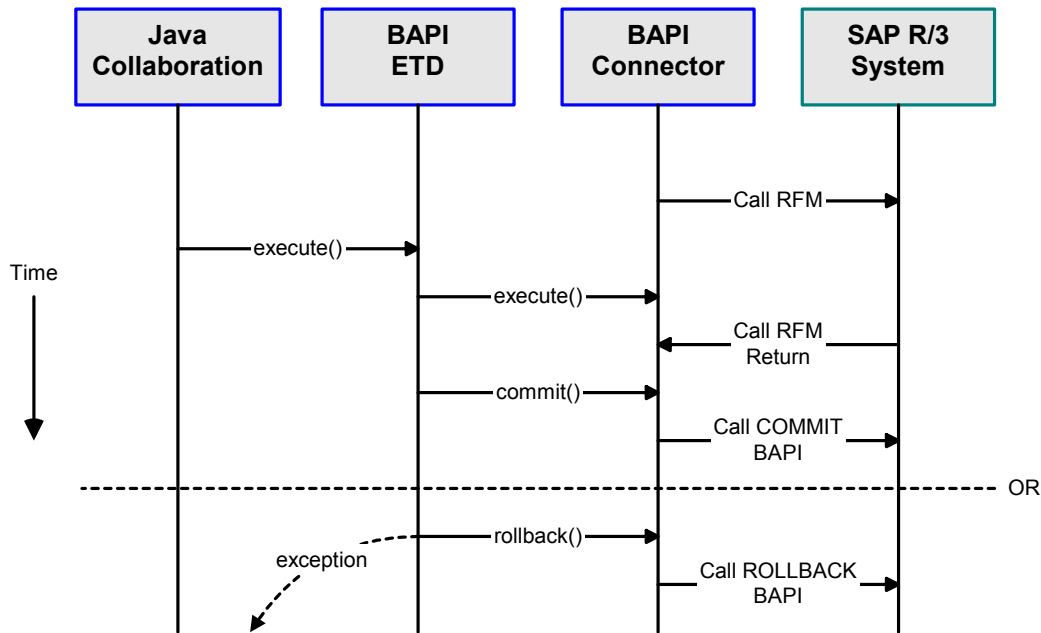 Java
Collaboration
BAPI
ETD
BAPI
Connector
SAP R/3
System
Call RFM
execute()
Time
execute()
Call RFM
Return
commit()
Call COMMIT
BAPI
OR
rollback()
exception
Call ROLLBACK
BAPI